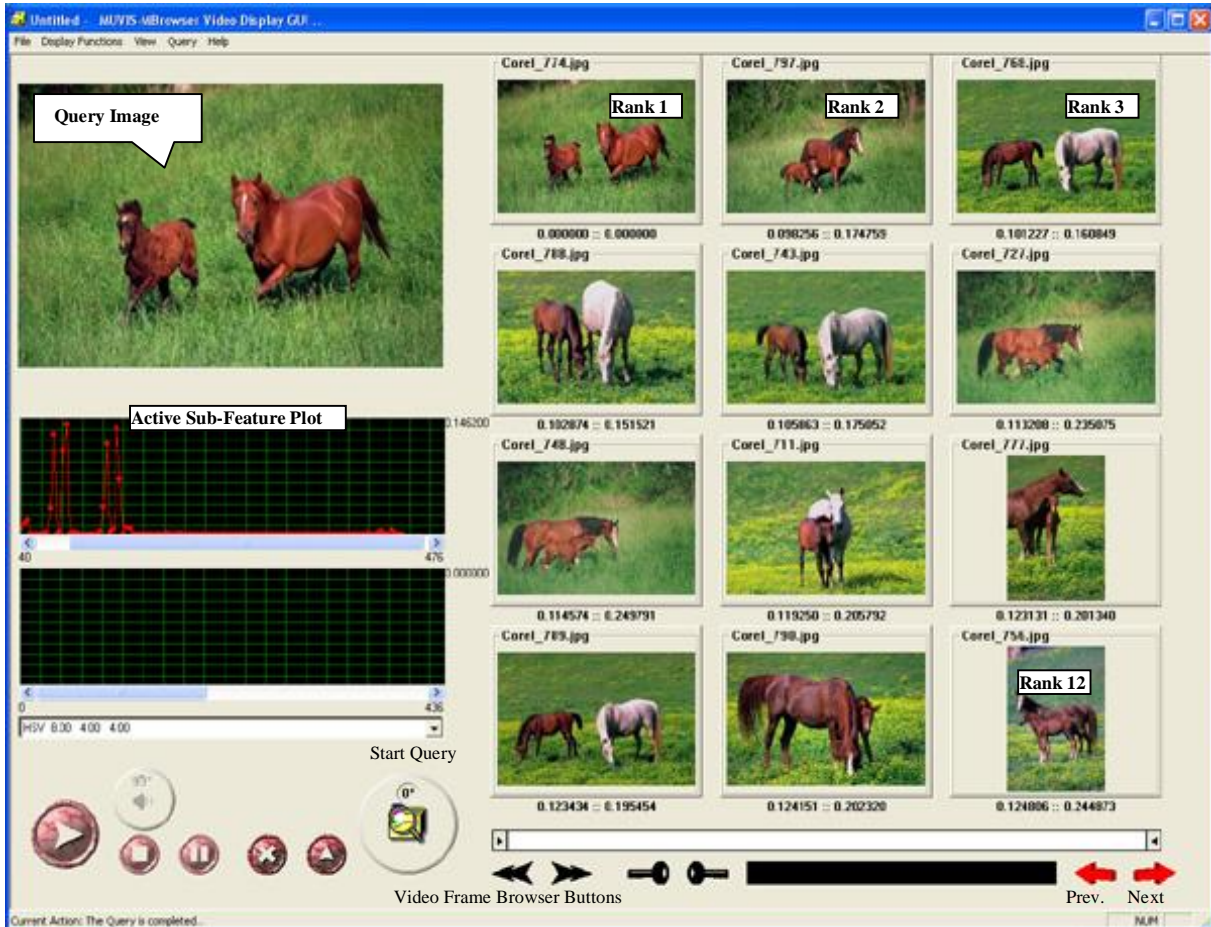 Untitled - MUVIS-MBrowser Video Display GUI ...
File Display Functions View Query Help
Query Image
Corel_774.jpg
Rank 1
0.000000 :: 0.000000
Corel_797.jpg
Rank 2
0.098256 :: 0.174759
Corel_768.jpg
Rank 3
0.101227 :: 0.160849
Corel_788.jpg
0.102874 :: 0.151521
Corel_743.jpg
0.105863 :: 0.175052
Corel_727.jpg
0.113208 :: 0.235075
Corel_748.jpg
0.114574 :: 0.249791
Corel_711.jpg
0.119250 :: 0.205792
Corel_777.jpg
0.123131 :: 0.201340
Corel_789.jpg
0.123434 :: 0.195454
Corel_790.jpg
0.124151 :: 0.202320
Corel_756.jpg
Rank 12
0.124806 :: 0.244873
Active Sub-Feature Plot
0.146200
40
476
0.000000
0
436
HSV 8.00 4.00 4.00
Start Query
0°
Video Frame Browser Buttons
Prev. Next
Current Action: The Query is completed...
NUM